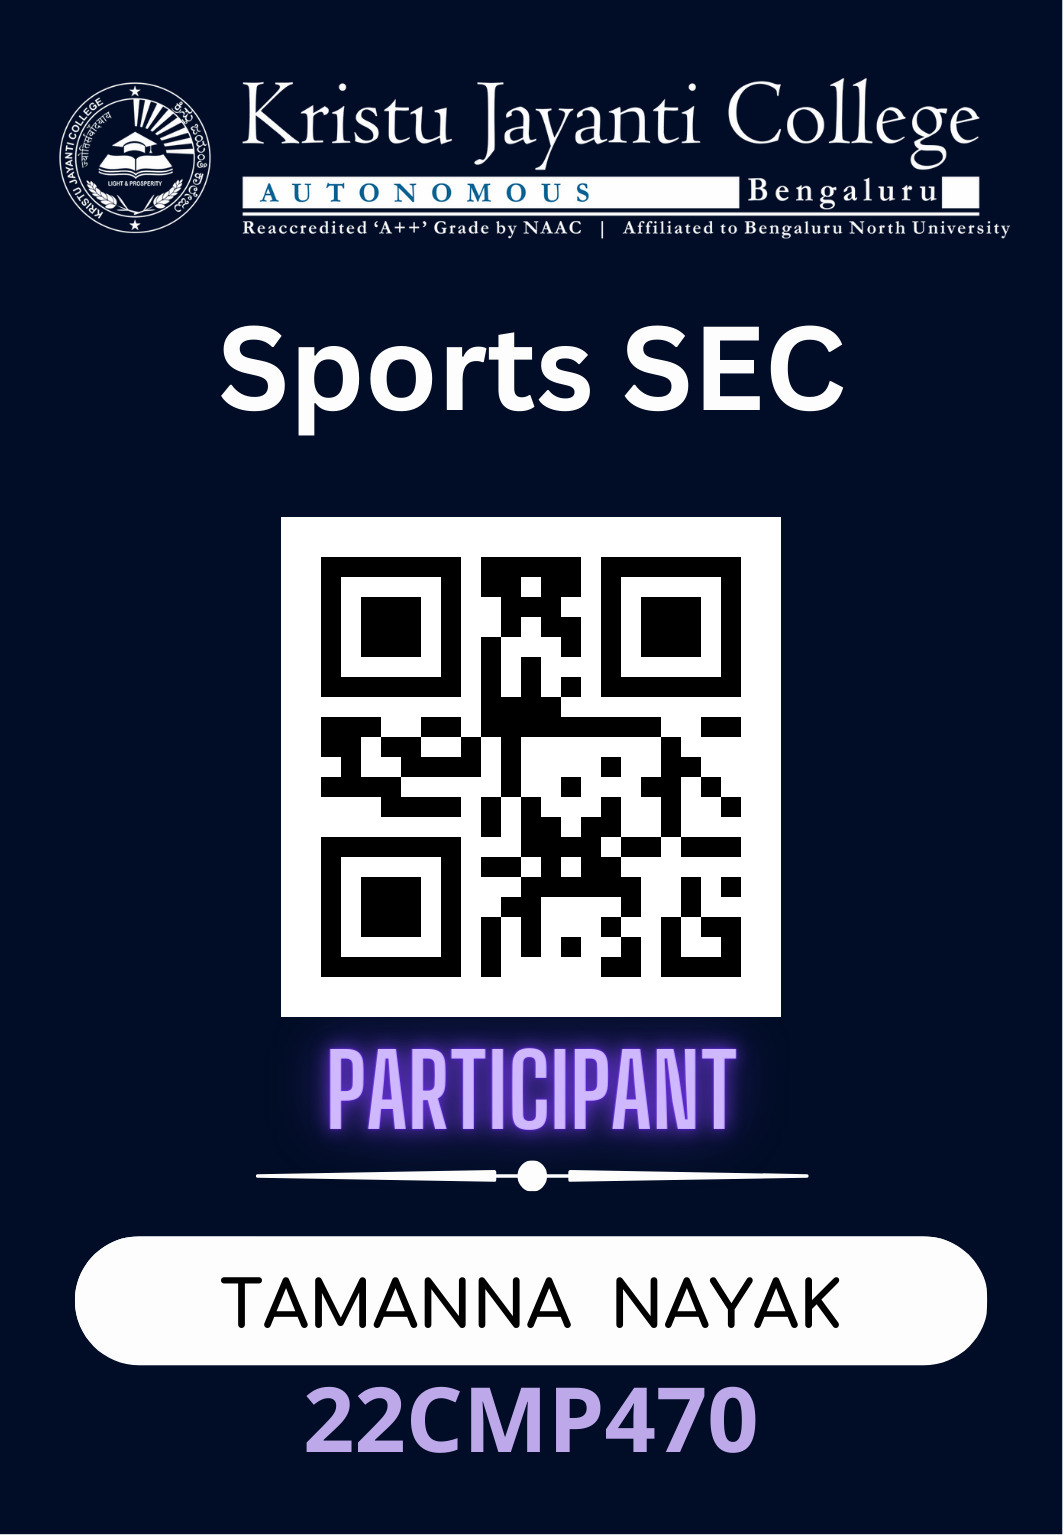 KRISTU JAYANTI COLLEGE
LIGHT & PROSPERITY
Kristu Jayanti College
AUTONOMOUS Bengaluru
Reaccredited ‘A++’ Grade by NAAC | Affiliated to Bengaluru North University
Sports SEC
PARTICIPANT
TAMANNA NAYAK
22CMP470